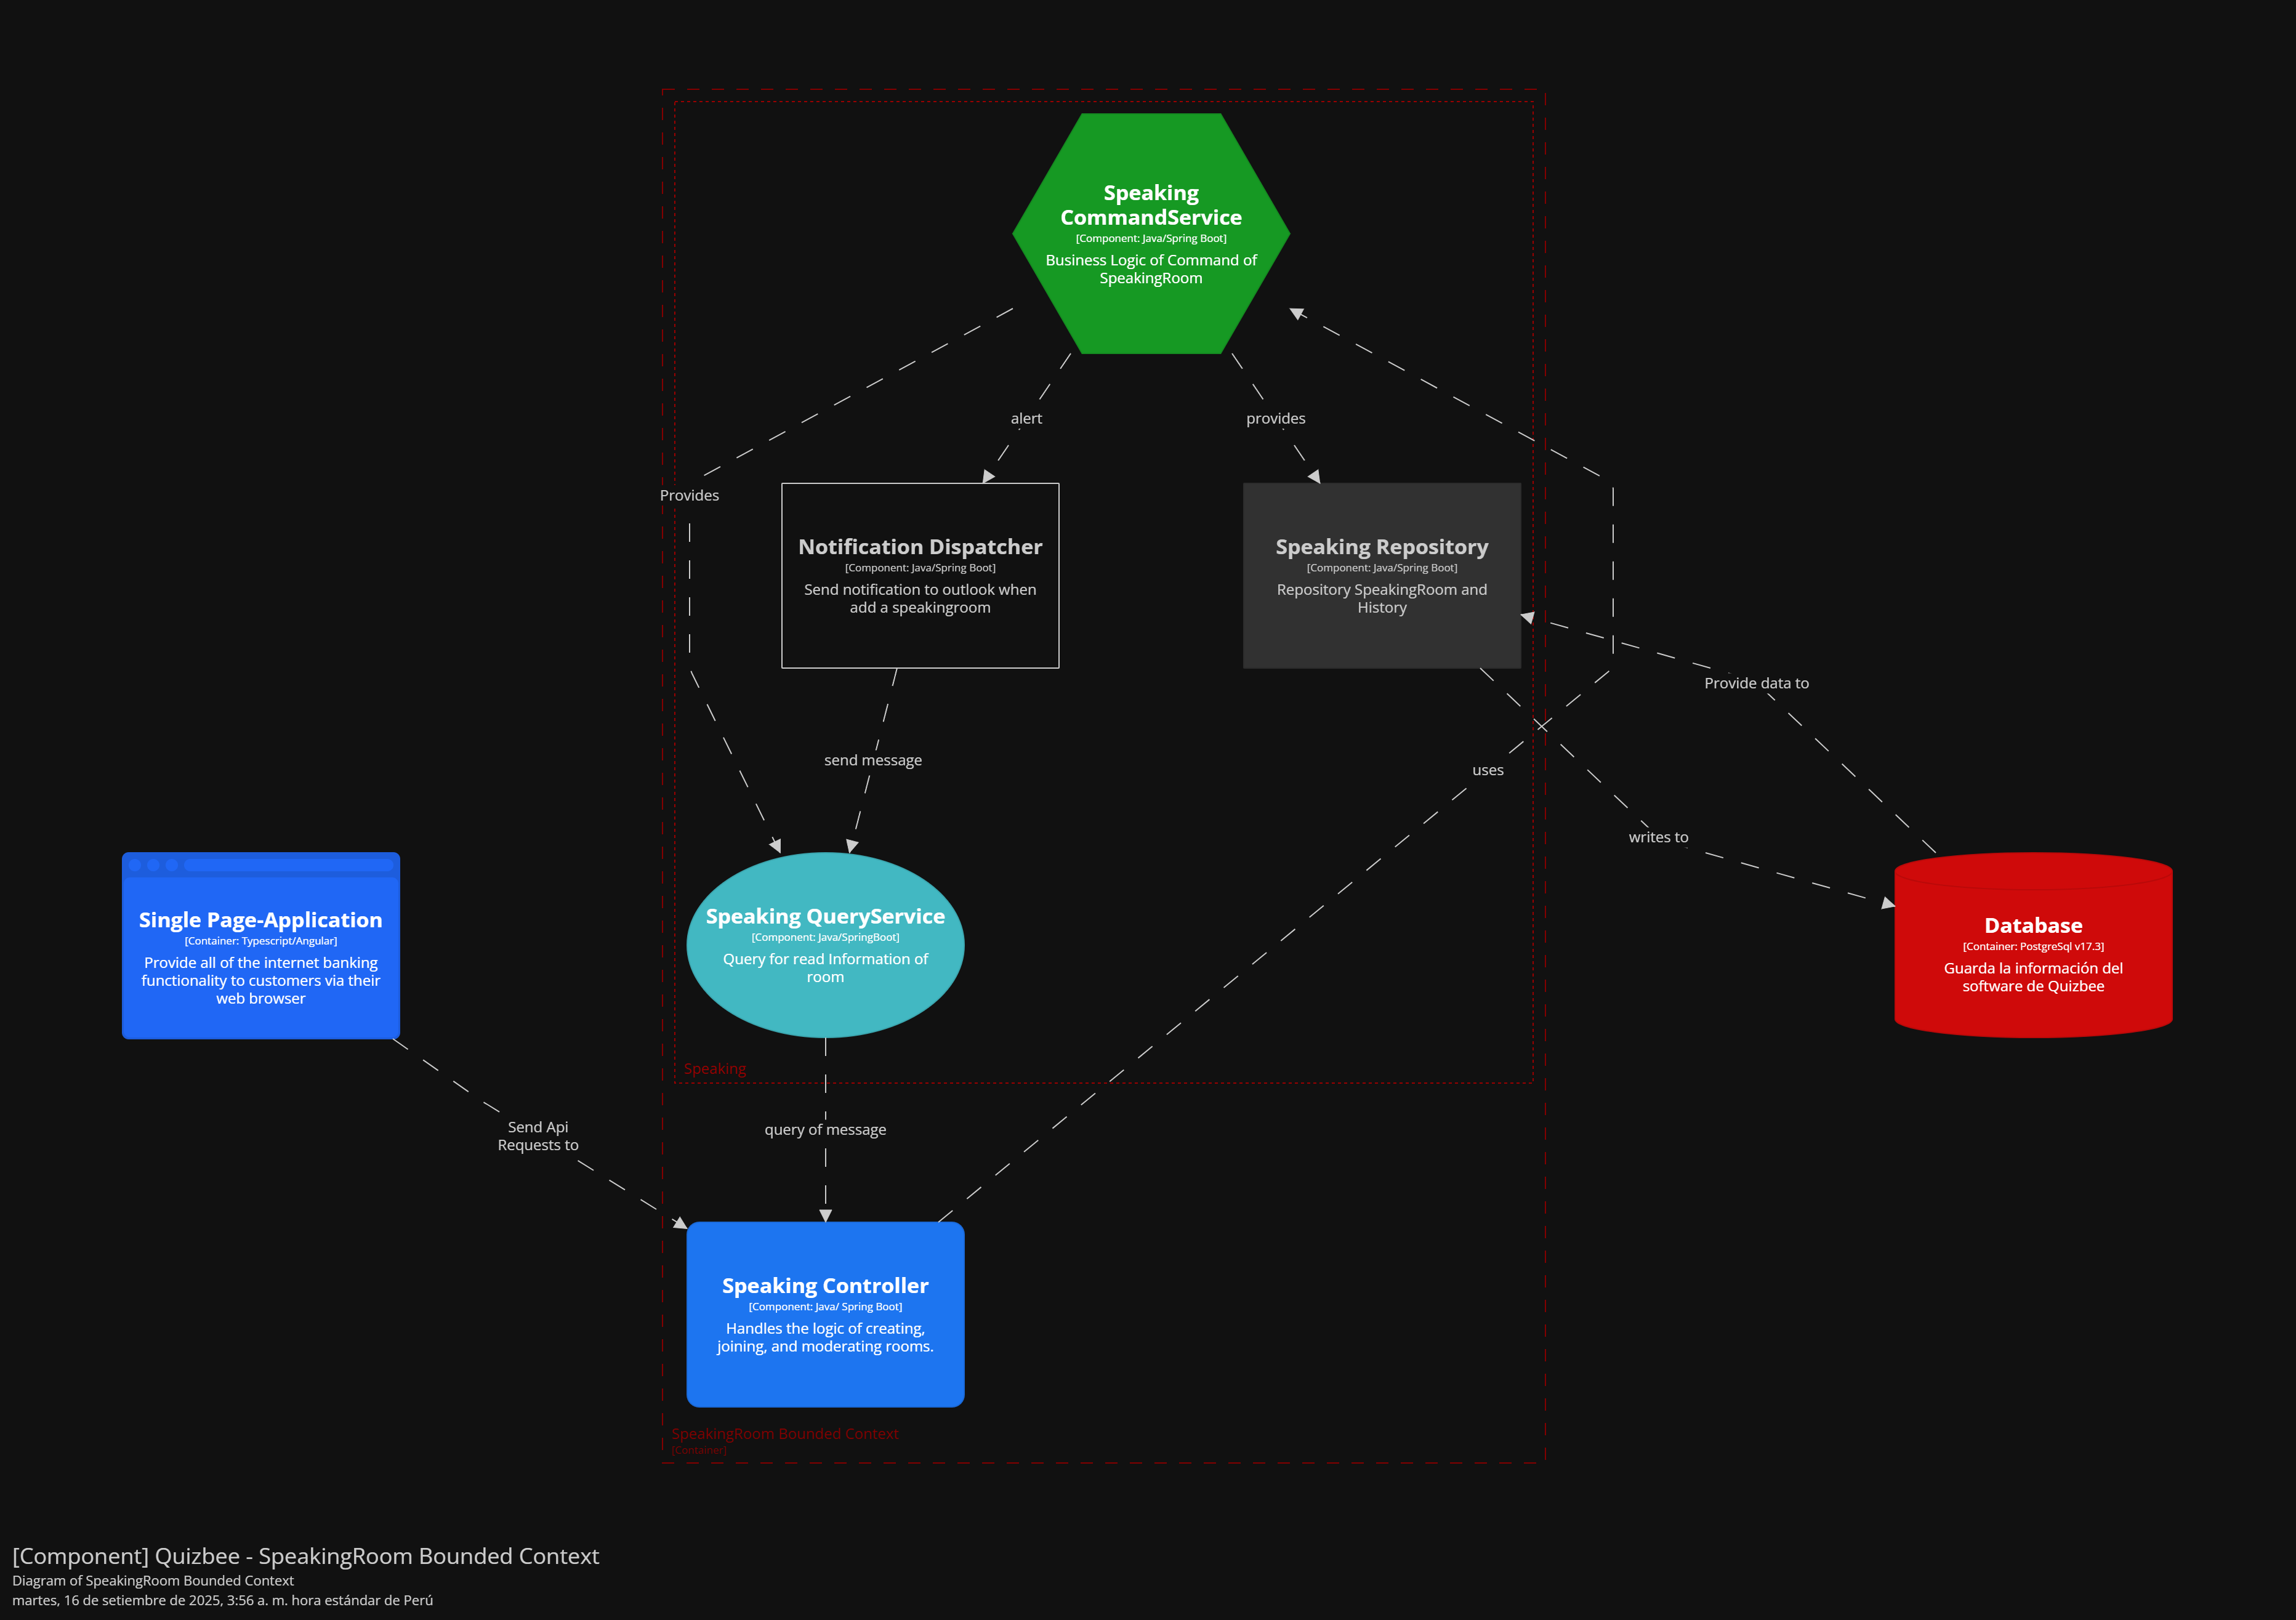 Speaking
CommandService
[Component: Java/Spring Boot]
Business Logic of Command of
SpeakingRoom
alert
provides
Provides
Notification Dispatcher
[Component: Java/Spring Boot]
Send notification to outlook when
add a speakingroom
Speaking Repository
[Component: Java/Spring Boot]
Repository SpeakingRoom and
History
Provide data to
send message
uses
writes to
Single Page-Application
[Container: Typescript/Angular]
Provide all of the internet banking
functionality to customers via their
web browser
Speaking QueryService
[Component: Java/SpringBoot]
Query for read Information of
room
Database
[Container: PostgreSql v17.3]
Guarda la información del
software de Quizbee
Speaking
Send Api
Requests to
query of message
Speaking Controller
[Component: Java/ Spring Boot]
Handles the logic of creating,
joining, and moderating rooms.
SpeakingRoom Bounded Context
[Container]
[Component] Quizbee - SpeakingRoom Bounded Context
Diagram of SpeakingRoom Bounded Context
martes, 16 de setiembre de 2025, 3:56 a. m. hora estándar de Perú